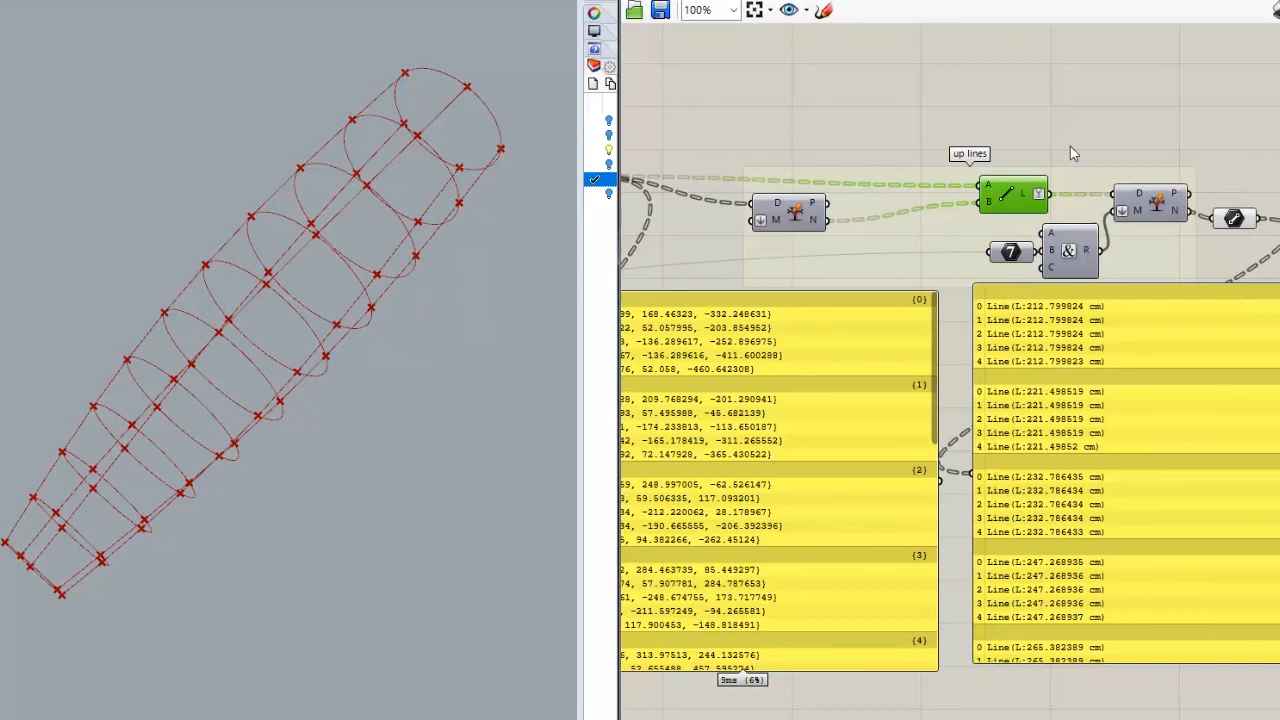 100%
up lines
A
B
L
D
M
P
N
D
M
P
N
7
A
B
C
&
R
{0}
99, 168.46323, -332.248631}
22, 52.057995, -203.854952}
3, -136.289617, -252.896975}
67, -136.289616, -411.600288}
76, 52.058, -460.642308}
{1}
38, 209.768294, -201.290941}
93, 57.495988, -45.682139}
1, -174.233813, -113.650187}
42, -165.178419, -311.265552}
92, 72.147928, -365.430522}
{2}
59, 248.997005, -62.526147}
3, 59.506335, 117.093201}
34, -212.220062, 28.178967}
34, -190.665555, -206.392396}
5, 94.382266, -262.45124}
{3}
2, 284.463739, 85.449297}
74, 57.907781, 284.787653}
61, -248.674755, 173.717749}
, -211.597249, -94.265581}
117.900453, -148.818491}
{4}
5, 313.97513, 244.132576}
52.655488, 457.595274}
9ms (6%)
0 Line(L:212.799824 cm)
1 Line(L:212.799824 cm)
2 Line(L:212.799824 cm)
3 Line(L:212.799824 cm)
4 Line(L:212.799823 cm)
0 Line(L:221.498519 cm)
1 Line(L:221.498519 cm)
2 Line(L:221.498519 cm)
3 Line(L:221.498519 cm)
4 Line(L:221.49852 cm)
0 Line(L:232.786435 cm)
1 Line(L:232.786434 cm)
2 Line(L:232.786434 cm)
3 Line(L:232.786434 cm)
4 Line(L:232.786433 cm)
0 Line(L:247.268935 cm)
1 Line(L:247.268936 cm)
2 Line(L:247.268936 cm)
3 Line(L:247.268936 cm)
4 Line(L:247.268937 cm)
0 Line(L:265.382389 cm)
1 Line(L:265.382389 cm)